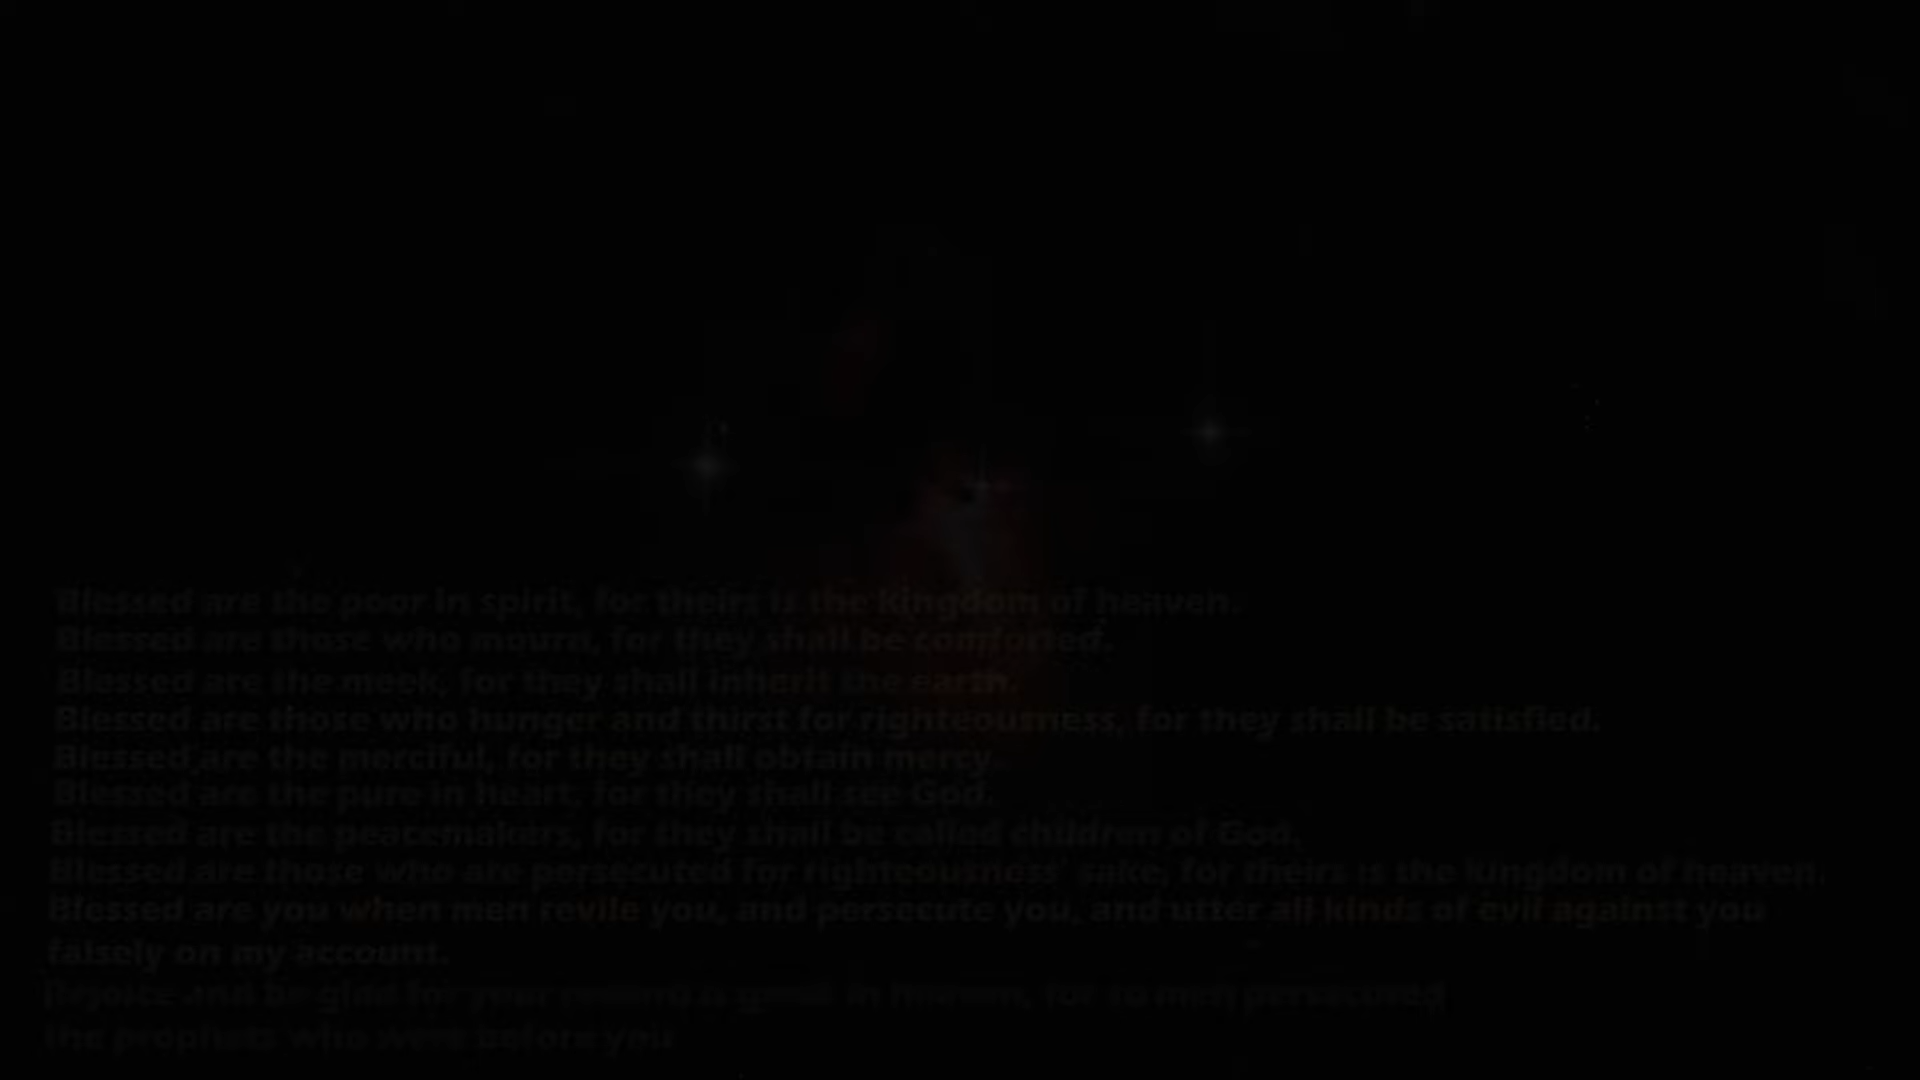 Blessed are the poor in spirit, for theirs is the kingdom of heaven.
Blessed are those who mourn, for they shall be comforted.
Blessed are the meek, for they shall inherit the earth.
Blessed are those who hunger and thirst for righteousness, for they shall be satisfied.
Blessed are the merciful, for they shall obtain mercy.
Blessed are the pure in heart, for they shall see God.
Blessed are the peacemakers, for they shall be called children of God.
Blessed are those who are persecuted for righteousness' sake, for theirs is the kingdom of heaven.
Blessed are you when men revile you, and persecute you, and utter all kinds of evil against you
falsely on my account.
Rejoice and be glad for your reward is great in heaven, for so men persecuted
the prophets who were before you